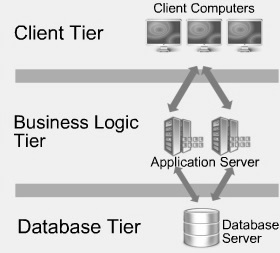 Client Computers
Client Tier
Business Logic
Tier
Application Server
Database Tier
Database
Server